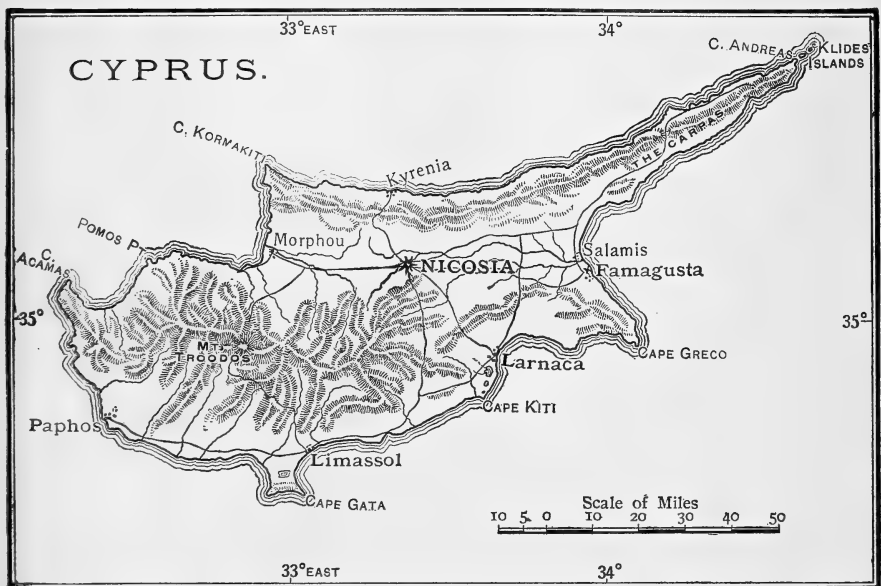 33° EAST
34°
CYPRUS.
C. ANDREAS
KLIDES
ISLANDS
C. KORMAKITI
THE CARPAS
Kyrenia
POMOS P.
Morphou
Salamis
C.
ACAMAS
NICOSIA
Famagusta
35°
35°
MT.
TROODOS
CAPE GRECO
Larnaca
Paphos
CAPE KITI
Limassol
CAPE GATA
Scale of Miles
10 5 0 10 20 30 40 50
33° EAST
34°